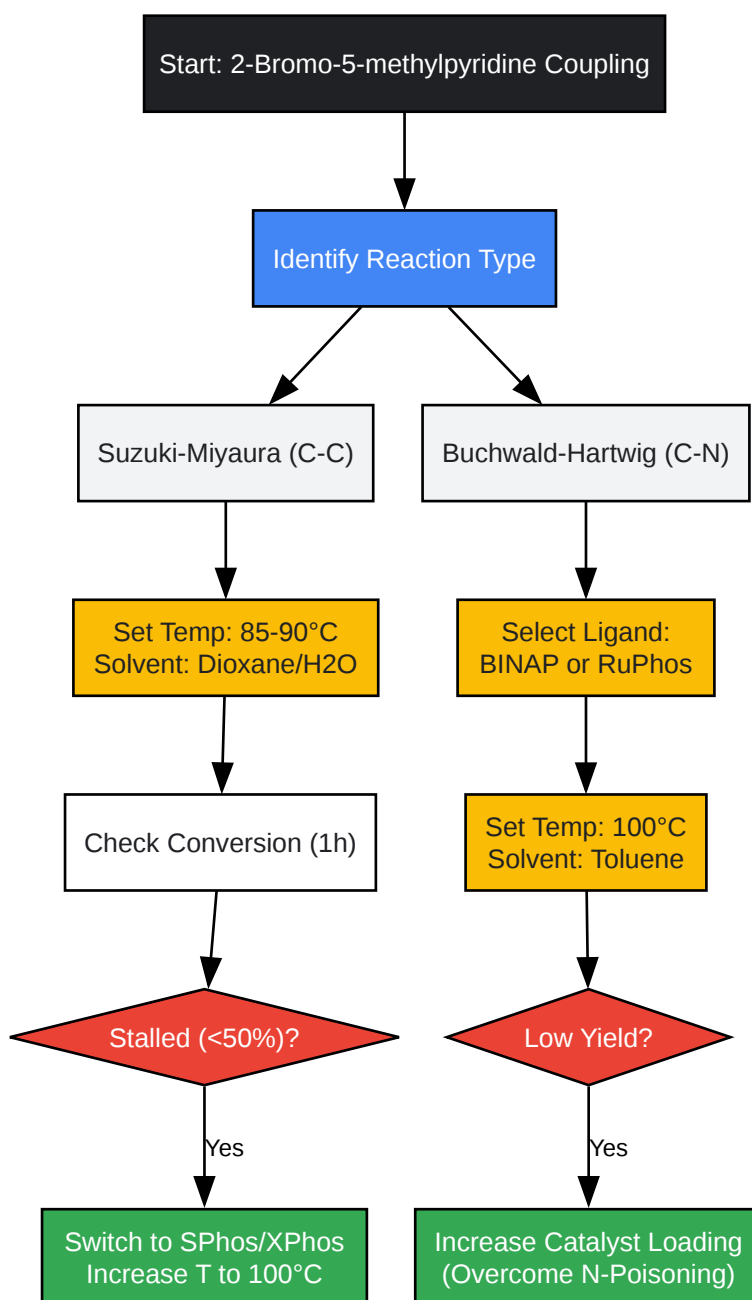 Start: 2-Bromo-5-methylpyridine Coupling
Identify Reaction Type
Suzuki-Miyaura (C-C)
Buchwald-Hartwig (C-N)
Set Temp: 85-90°C
Solvent: Dioxane/H2O
Select Ligand:
BINAP or RuPhos
Check Conversion (1h)
Set Temp: 100°C
Solvent: Toluene
Stalled (<50%)?
Low Yield?
Yes
Yes
Switch to SPhos/XPhos
Increase T to 100°C
Increase Catalyst Loading
(Overcome N-Poisoning)